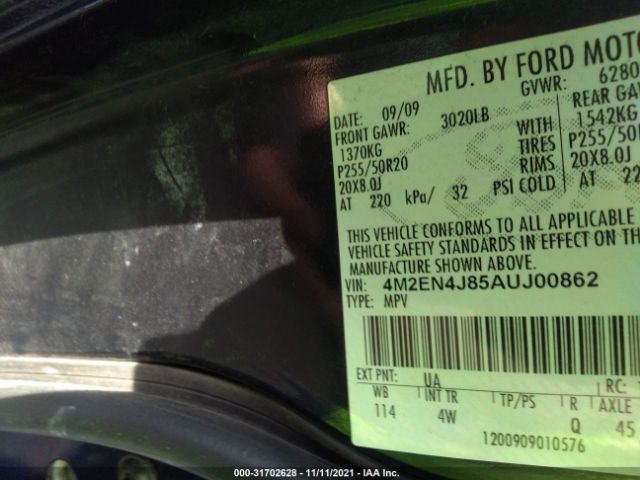 MFD. BY FORD MOTO
GVWR: 6280
DATE: 09/09 REAR GAW
FRONT GAWR: 3020LB 1542KG
1370KG WITH P255/50
P255/50R20 TIRES 20X8.0J
20X8.0J RIMS AT 22
AT 220 kPa/ 32 PSI COLD
THIS VEHICLE CONFORMS TO ALL APPLICABLE
VEHICLE SAFETY STANDARDS IN EFFECT ON TH
MANUFACTURE SHOWN ABOVE.
VIN: 4M2EN4J85AUJ00862
TYPE: MPV
EXT PNT: UA RC:
WB INT TR TP/PS R AXLE
114 4W Q 45
1200909010576
000-31702628 - 11/11/2021 - IAA Inc.